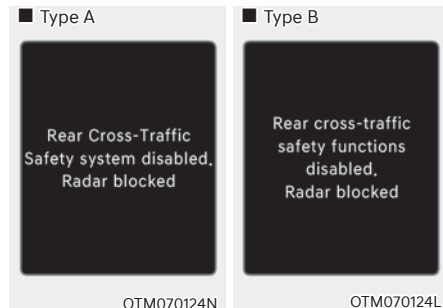 ■ Type A
Rear Cross-Traffic
Safety system disabled.
Radar blocked
OTM070124N
■ Type B
Rear cross-traffic
safety functions
disabled.
Radar blocked
OTM070124L